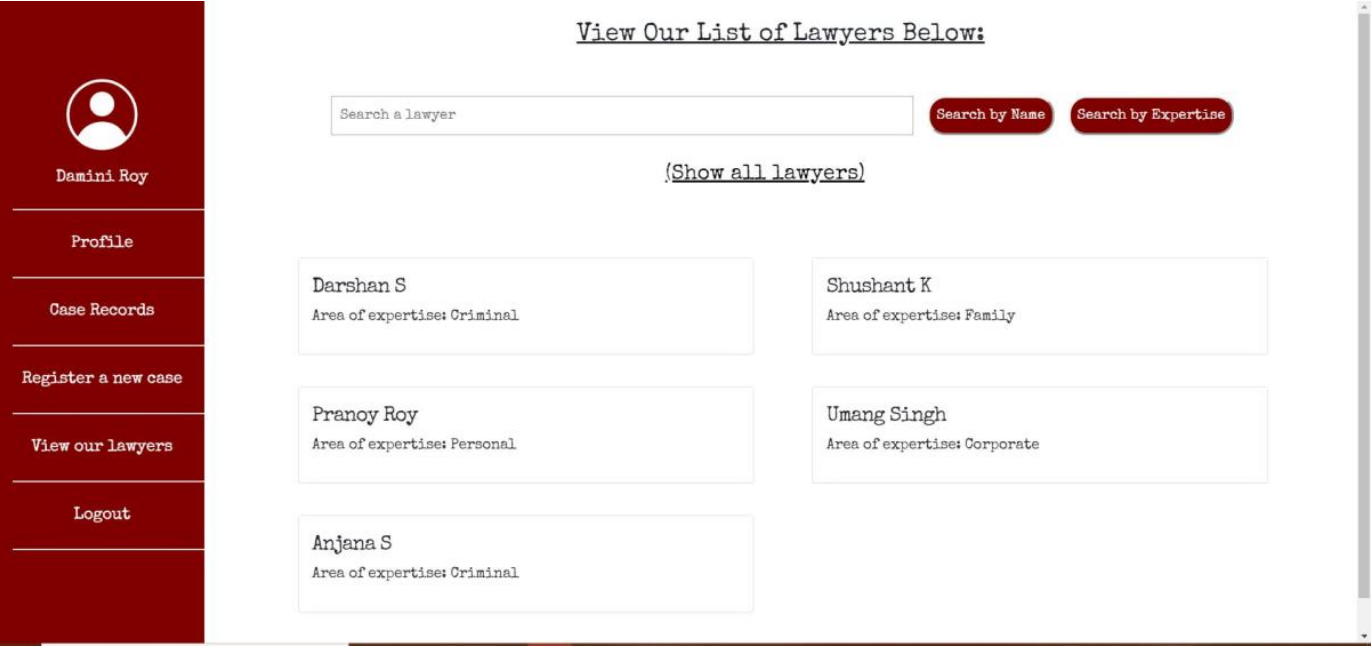 View Our List of Lawyers Below:
Search a lawyer
Search by Name
Search by Expertise
(Show all lawyers)
Damini Roy
Profile
Case Records
Register a new case
View our lawyers
Logout
Darshan S
Area of expertise: Criminal
Shushant K
Area of expertise: Family
Pranoy Roy
Area of expertise: Personal
Umang Singh
Area of expertise: Corporate
Anjana S
Area of expertise: Criminal